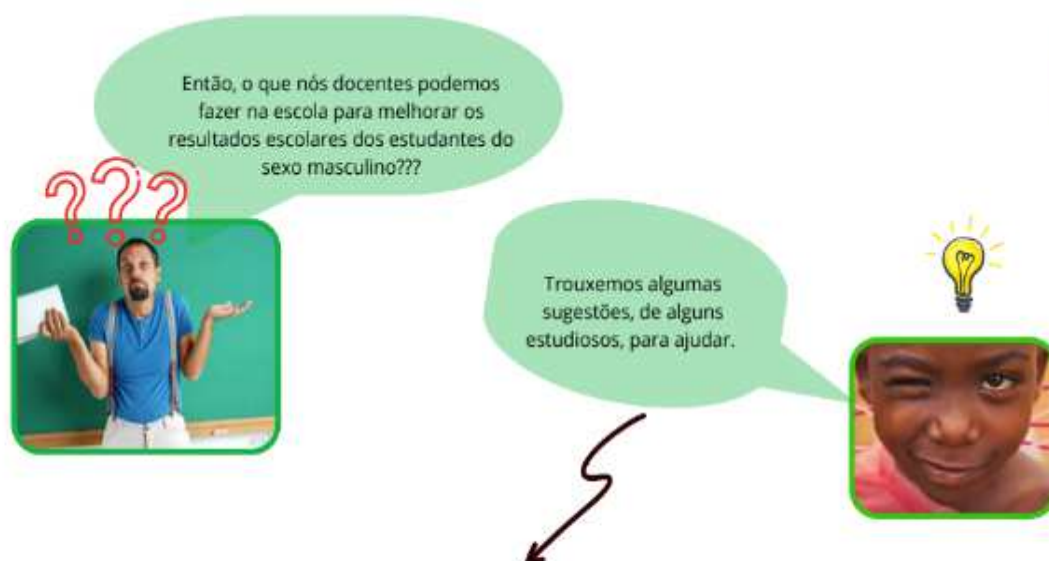 Então, o que nós docentes podemos
fazer na escola para melhorar os
resultados escolares dos estudantes do
sexo masculino???
???
Trouxemos algumas
sugestões, de alguns
estudiosos, para ajudar.